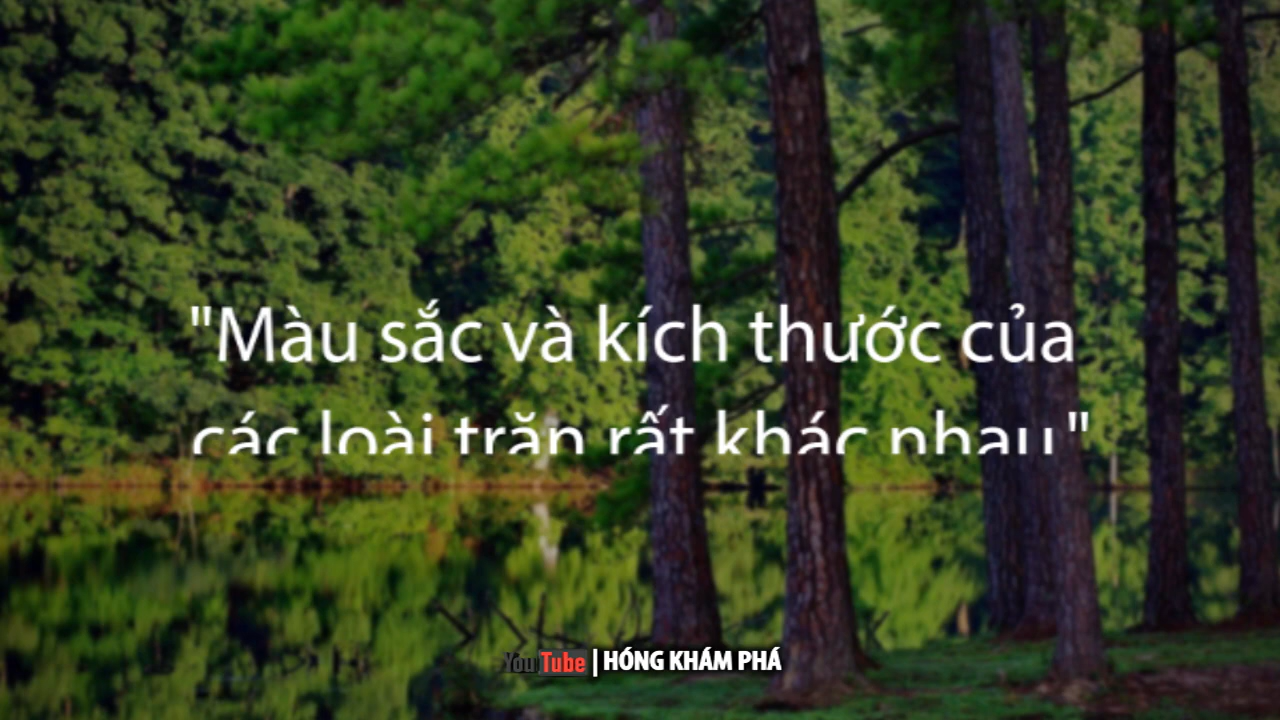 "Màu sắc và kích thước của
các loài trăn rất khác nhau"
YouTube | HÓNG KHÁM PHÁ